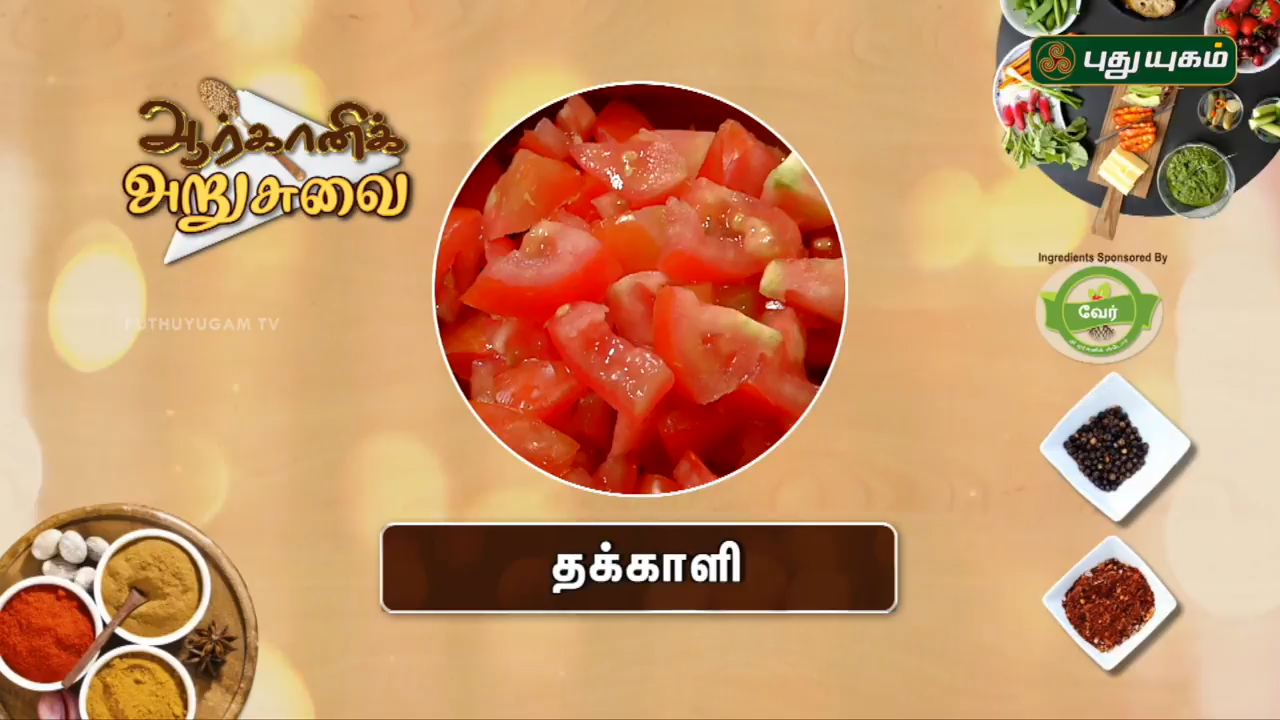 ஆர்கானிக்
அறுசுவை
புதுயுகம்
PUTHUYUGAM TV
Ingredients Sponsored By
வேர்
தக்காளி